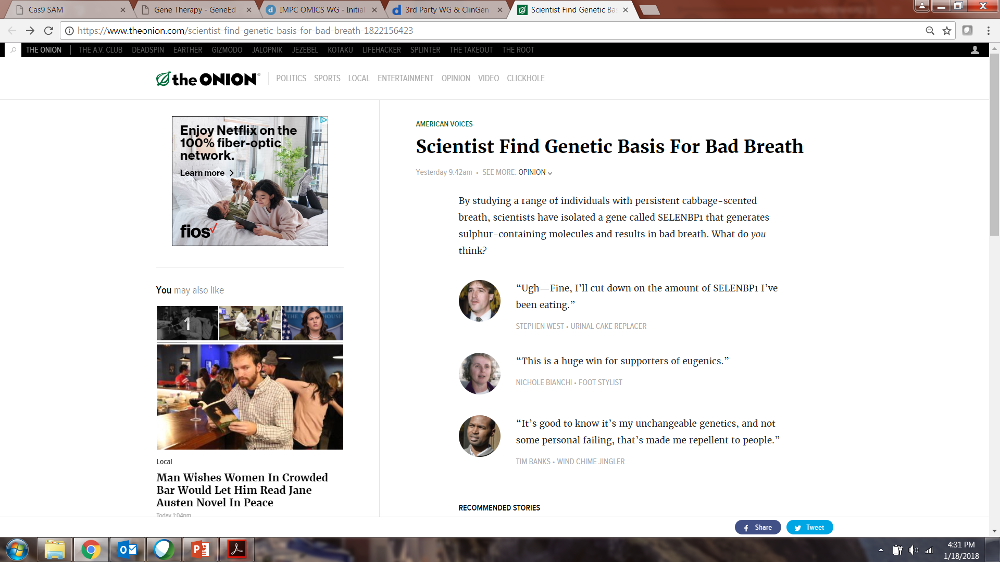 Cas9 SAM
Gene Therapy - GeneEd -
IMPC OMICS WG - Initial
3rd Party WG & ClinGen
Scientist Find Genetic Bas
https://www.theonion.com/scientist-find-genetic-basis-for-bad-breath-1822156423
THE ONION THE A.V. CLUB DEADSPIN EARTHER GIZMODO JALOPNIK JEZEBEL KOTAKU LIFEHACKER SPLINTER THE TAKEOUT THE ROOT
the ONION®
POLITICS SPORTS LOCAL ENTERTAINMENT OPINION VIDEO CLICKHOLE
Enjoy Netflix on the
100% fiber-optic
network.
Learn more >
fios✓
You may also like
1
Local
Man Wishes Women In Crowded
Bar Would Let Him Read Jane
Austen Novel In Peace
Today 1:04pm
AMERICAN VOICES
Scientist Find Genetic Basis For Bad Breath
Yesterday 9:42am • SEE MORE: OPINION
By studying a range of individuals with persistent cabbage-scented
breath, scientists have isolated a gene called SELENBP1 that generates
sulphur-containing molecules and results in bad breath. What do you
think?
“Ugh—Fine, I’ll cut down on the amount of SELENBP1 I’ve
been eating.”
STEPHEN WEST • URINAL CAKE REPLACER
“This is a huge win for supporters of eugenics.”
NICHOLE BIANCHI • FOOT STYLIST
“It’s good to know it’s my unchangeable genetics, and not
some personal failing, that’s made me repellent to people.”
TIM BANKS • WIND CHIME JINGLER
RECOMMENDED STORIES
Share
Tweet
4:31 PM
1/18/2018